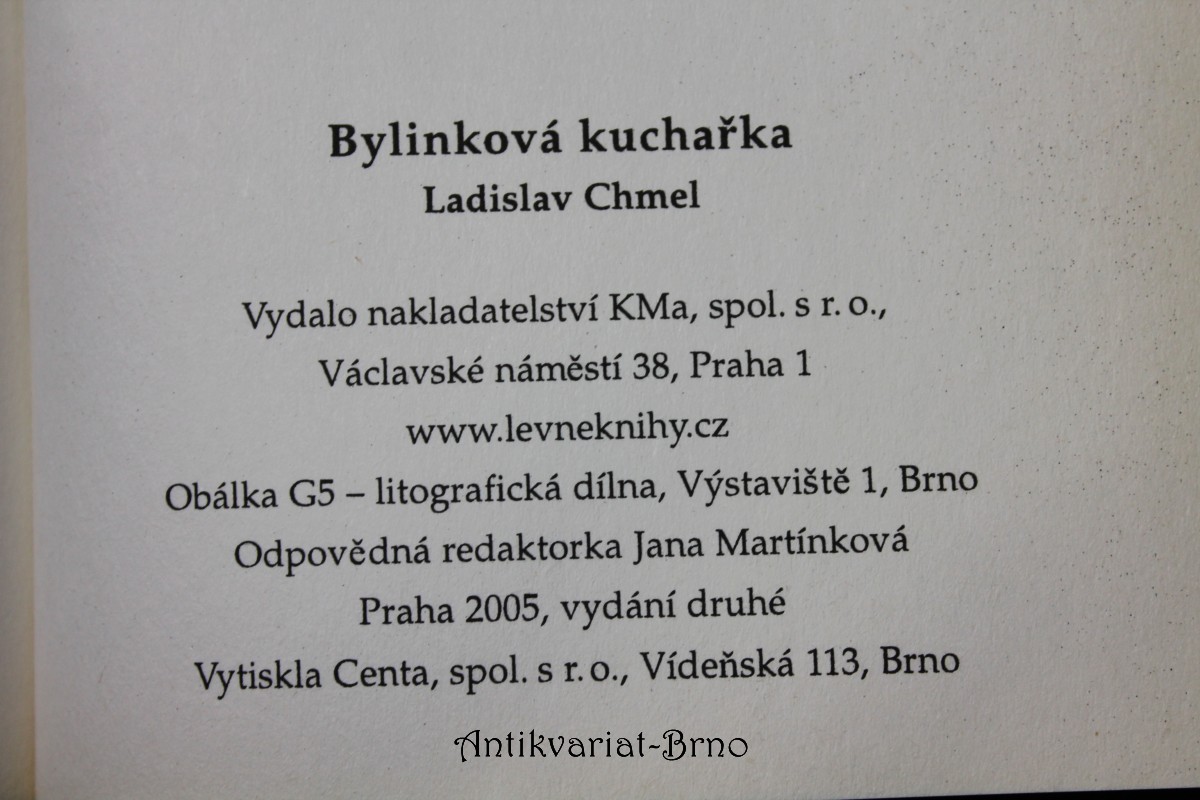 Bylinková kuchařka
Ladislav Chmel
Vydalo nakladatelství KMa, spol. s r. o.,
Václavské náměstí 38, Praha 1
www.levneknihy.cz
Obálka G5 – litografická dílna, Výstaviště 1, Brno
Odpovědná redaktorka Jana Martínková
Praha 2005, vydání druhé
Vytiskla Centa, spol. s r. o., Vídeňská 113, Brno
Antikvariat-Brno